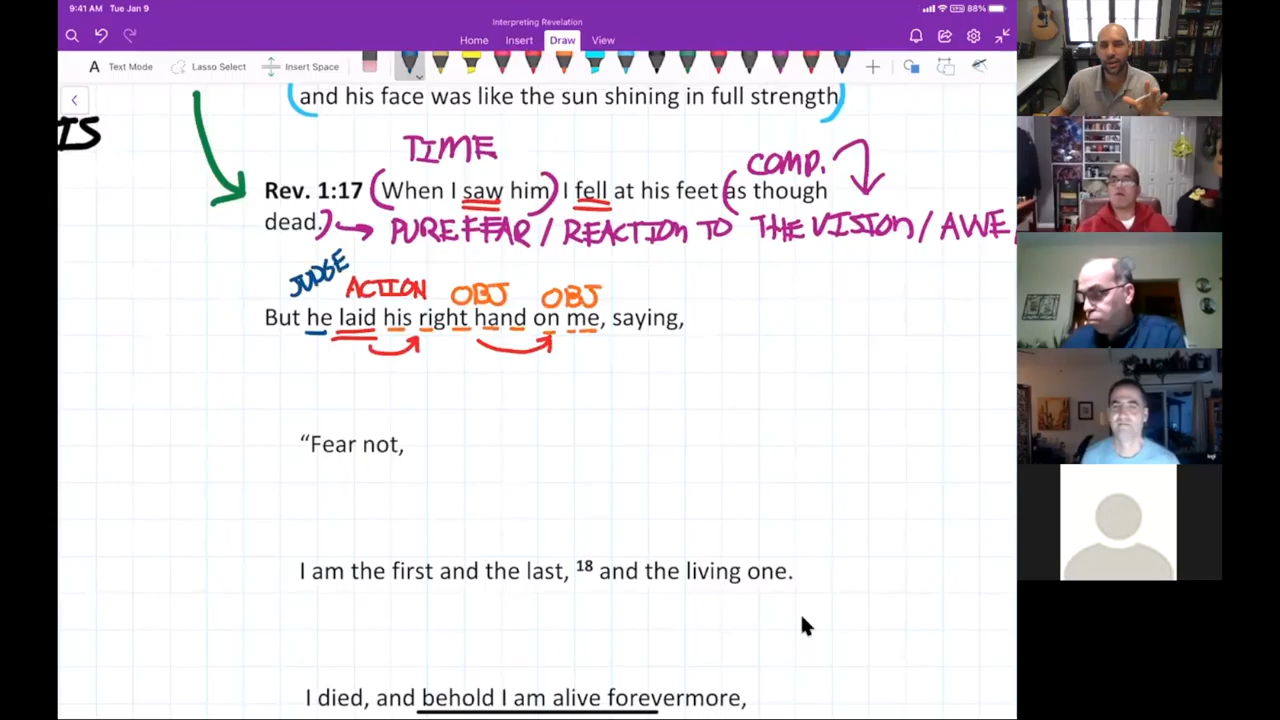 9:41 AM Tue Jan 9
88%
Interpreting Revelation
Home Insert Draw View
A Text Mode Lasso Select Insert Space
and his face was like the sun shining in full strength
IS
TIME
COMP.
Rev. 1:17 (When I saw him) I fell at his feet (as though
dead.) → PURE FEAR / REACTION TO THE VISION / AWE
JUDGE
ACTION OBJ OBJ
But he laid his right hand on me, saying,
“Fear not,
I am the first and the last, 18 and the living one.
I died, and behold I am alive forevermore,